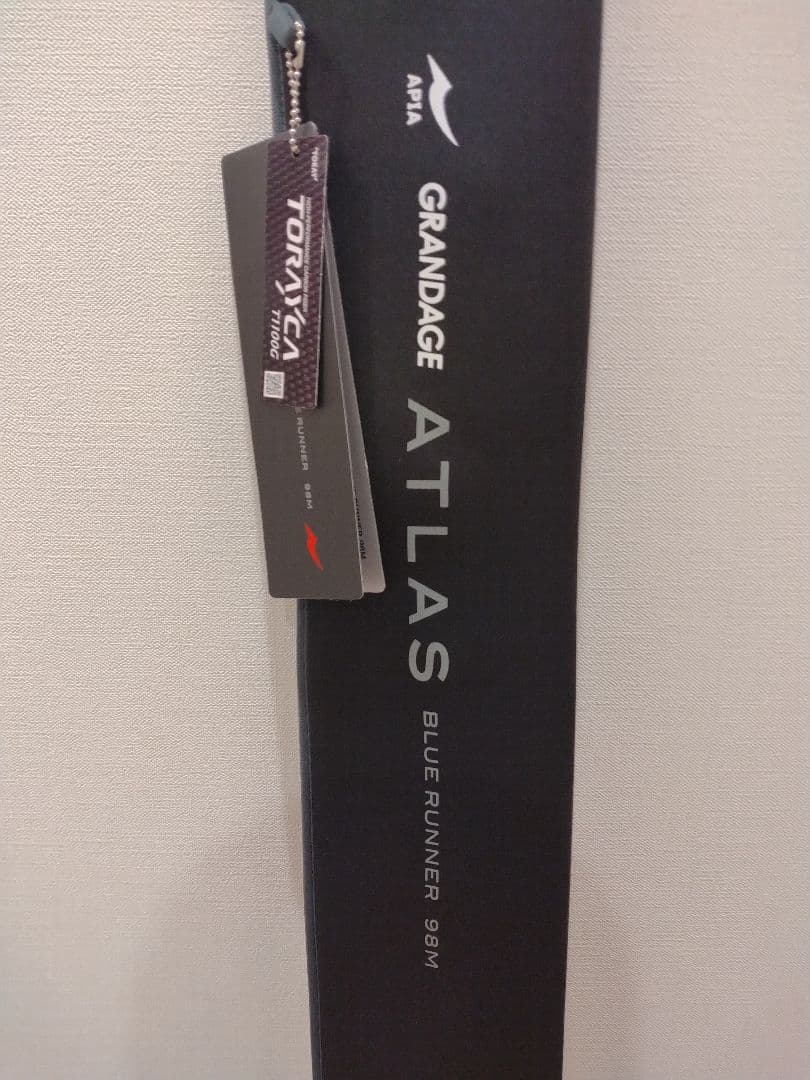 APIA
GRANDAGE
ATLAS
BLUE RUNNER 98M
TORAYCA
T1100G
RUNNER 98M